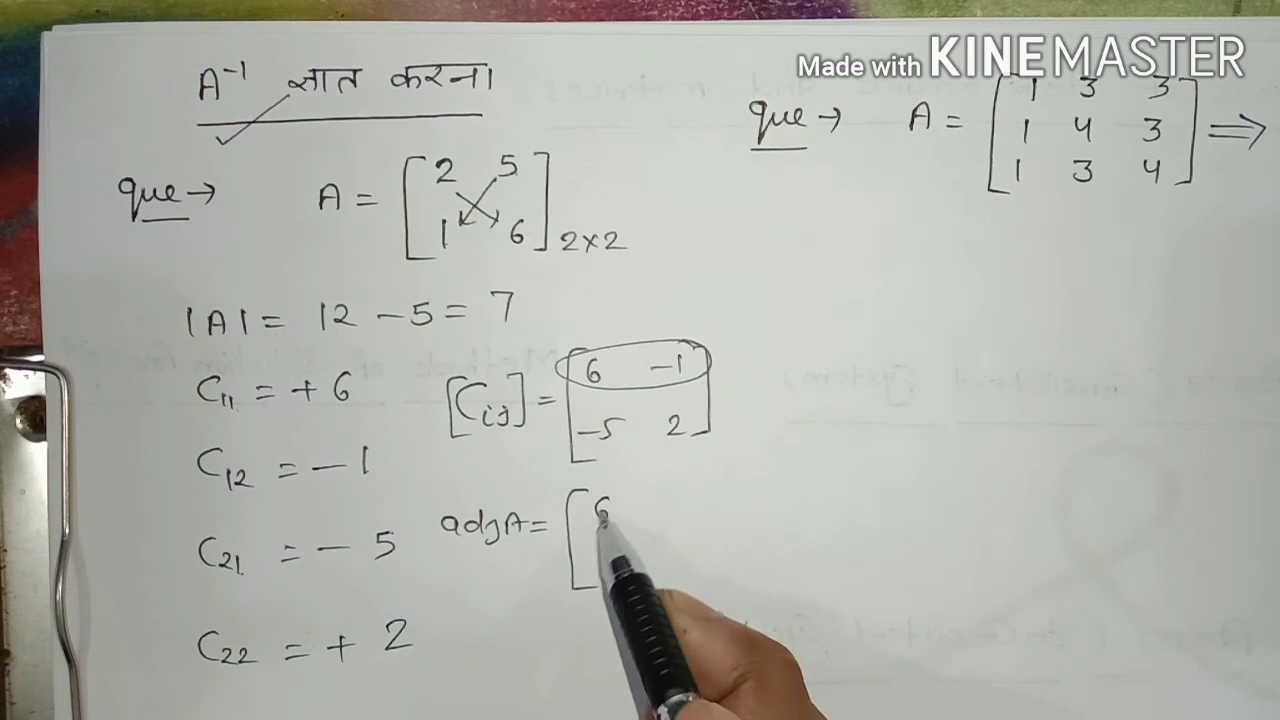 Made with KINEMASTER
A⁻¹ ज्ञात करना
que → A = [2 5
1 6] 2×2
|A| = 12 - 5 = 7
C₁₁ = + 6
C₁₂ = - 1
C₂₁ = - 5
C₂₂ = + 2
[Cij] = [6 -1
-5 2]
adjA = [6
que → A = [1 3 3
1 4 3
1 3 4] ⇒